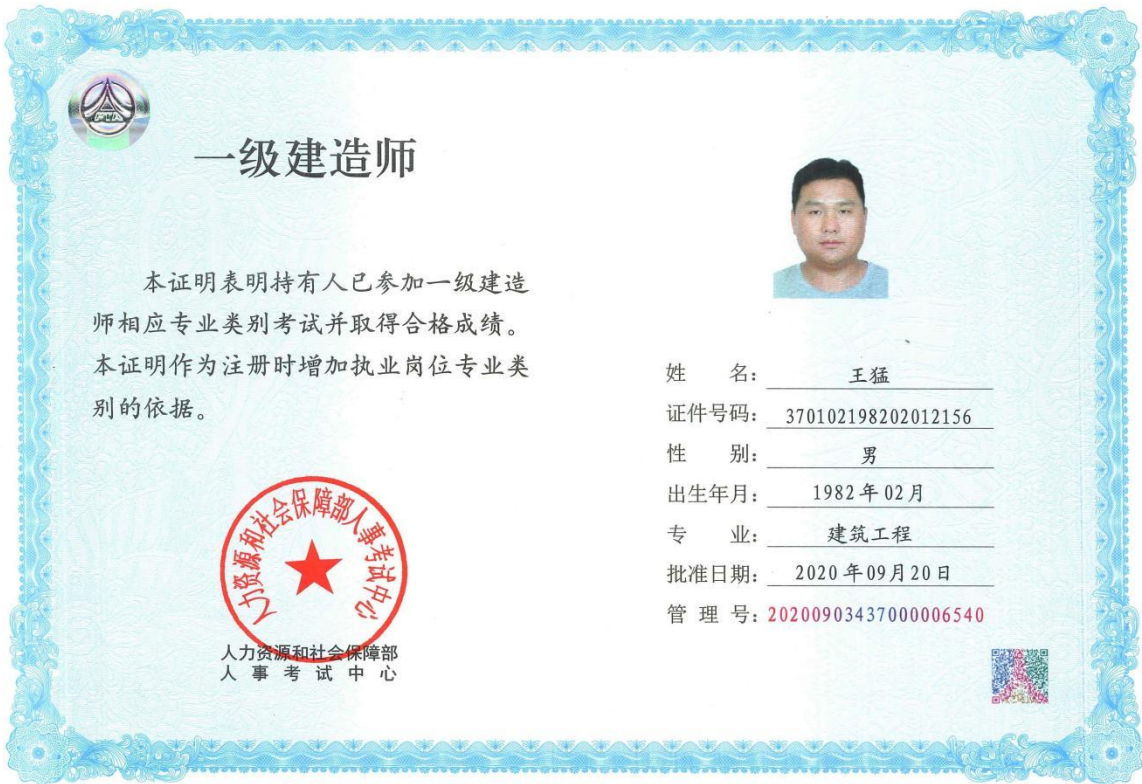 一级建造师
本证明表明持有人已参加一级建造
师相应专业类别考试并取得合格成绩。
本证明作为注册时增加执业岗位专业类
别的依据。
人力资源和社会保障部人事考试中心
人力资源和社会保障部
人事考试中心
姓 名: 王猛
证件号码: 370102198202012156
性 别: 男
出生年月: 1982年02月
专 业: 建筑工程
批准日期: 2020年09月20日
管 理 号: 20200903437000006540